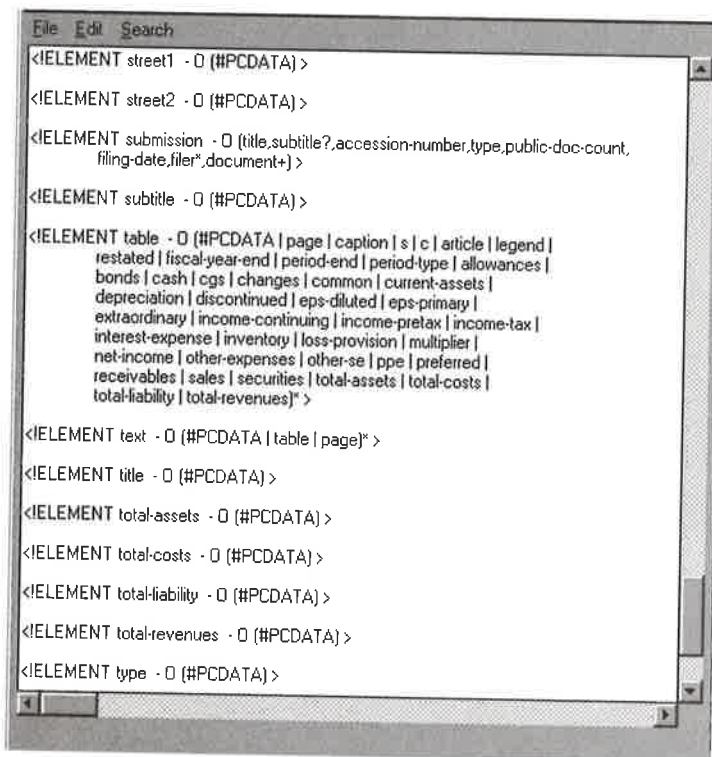 File Edit Search
<!ELEMENT street1 - O (#PCDATA) >
<!ELEMENT street2 - O (#PCDATA) >
<!ELEMENT submission - O (title,subtitle?,accession-number,type,public-doc-count,
filing-date,filer*,document+) >
<!ELEMENT subtitle - O (#PCDATA) >
<!ELEMENT table - O (#PCDATA | page | caption | s | c | article | legend |
restated | fiscal-year-end | period-end | period-type | allowances |
bonds | cash | cgs | changes | common | current-assets |
depreciation | discontinued | eps-diluted | eps-primary |
extraordinary | income-continuing | income-pretax | income-tax |
interest-expense | inventory | loss-provision | multiplier |
net-income | other-expenses | other-se | ppe | preferred |
receivables | sales | securities | total-assets | total-costs |
total-liability | total-revenues)* >
<!ELEMENT text - O (#PCDATA | table | page)* >
<!ELEMENT title - O (#PCDATA) >
<!ELEMENT total-assets - O (#PCDATA) >
<!ELEMENT total-costs - O (#PCDATA) >
<!ELEMENT total-liability - O (#PCDATA) >
<!ELEMENT total-revenues - O (#PCDATA) >
<!ELEMENT type - O (#PCDATA) >